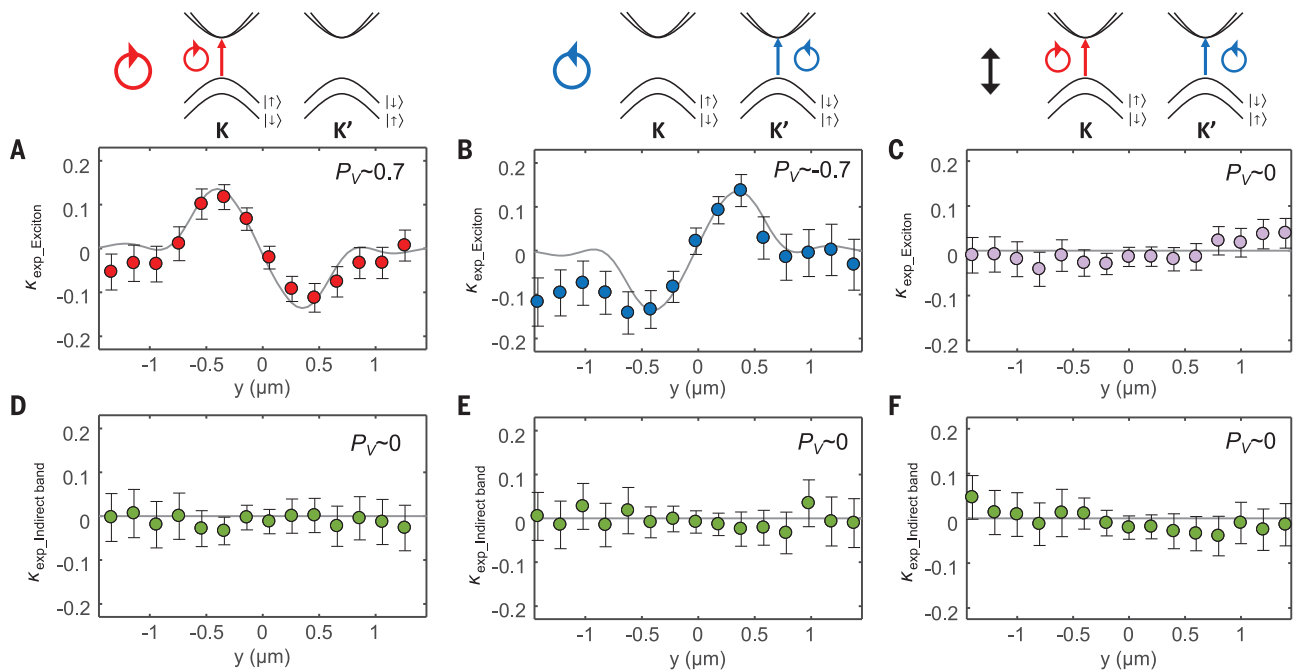 |↑⟩ |↓⟩
|↓⟩ |↑⟩
K K’
|↑⟩ |↓⟩
|↓⟩ |↑⟩
K K’
|↑⟩ |↓⟩
|↓⟩ |↑⟩
K K’
A
P_V~0.7
κ_exp_Exciton
0.2
0.1
0
-0.1
-0.2
-1 -0.5 0 0.5 1
y (µm)
B
P_V~-0.7
κ_exp_Exciton
0.2
0.1
0
-0.1
-0.2
-1 -0.5 0 0.5 1
y (µm)
C
P_V~0
κ_exp_Exciton
0.2
0.1
0
-0.1
-0.2
-1 -0.5 0 0.5 1
y (µm)
D
P_V~0
κ_exp_Indirect band
0.2
0.1
0
-0.1
-0.2
-1 -0.5 0 0.5 1
y (µm)
E
P_V~0
κ_exp_Indirect band
0.2
0.1
0
-0.1
-0.2
-1 -0.5 0 0.5 1
y (µm)
F
P_V~0
κ_exp_Indirect band
0.2
0.1
0
-0.1
-0.2
-1 -0.5 0 0.5 1
y (µm)